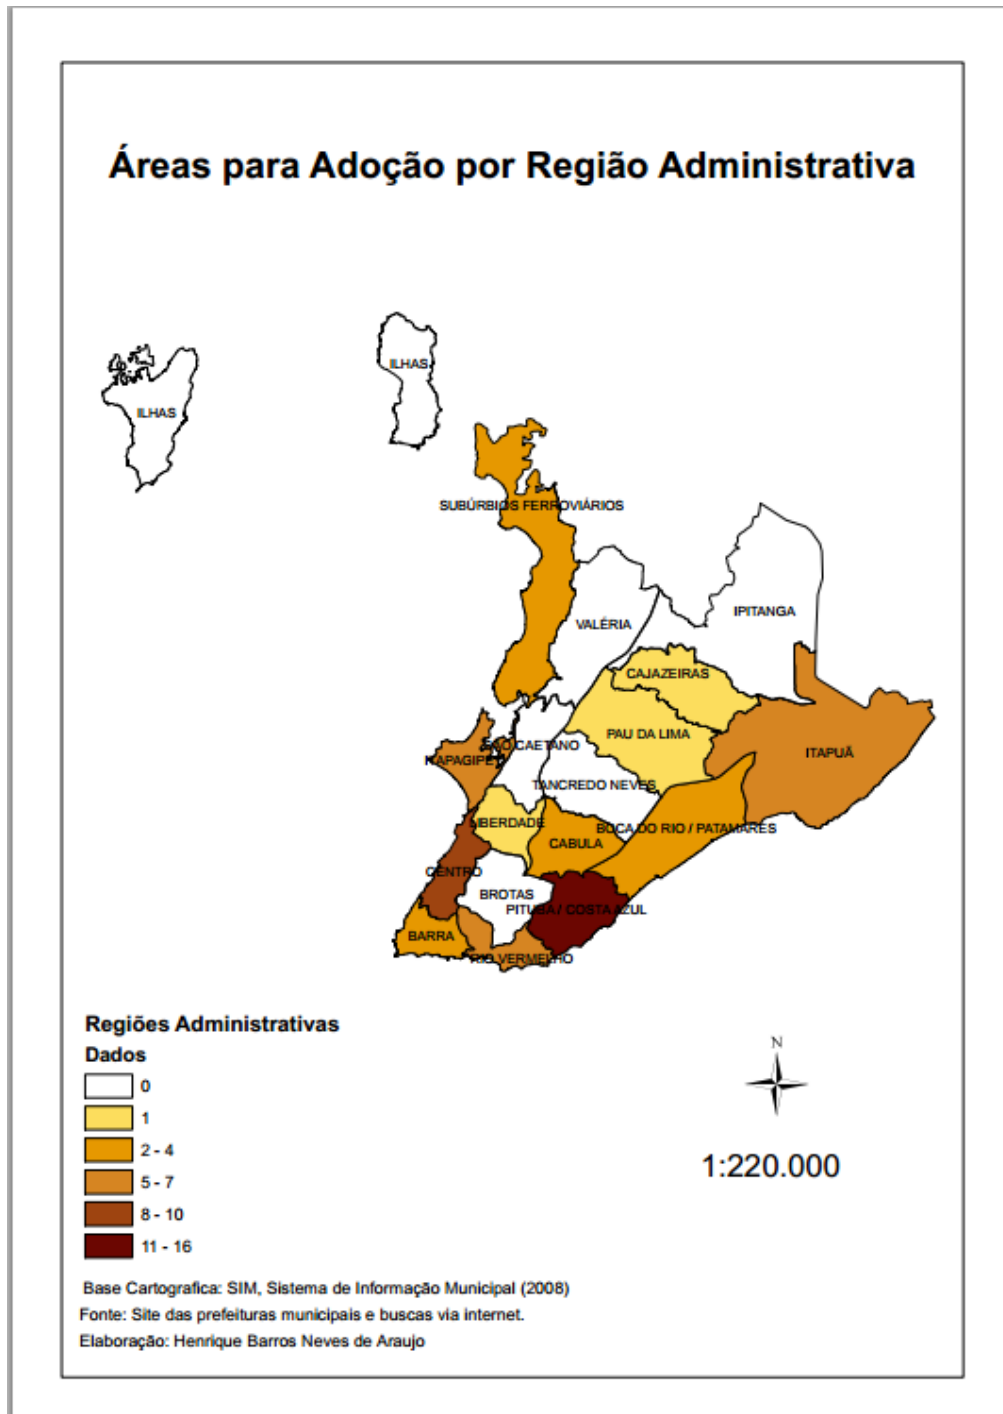 Áreas para Adoção por Região Administrativa
ILHAS
ILHAS
SUBÚRBIOS FERROVIÁRIOS
IPITANGA
VALÉRIA
CAJAZEIRAS
PAU DA LIMA
SÃO CAETANO
ITAPUÃ
ITAPAGIPE
TANCREDO NEVES
LIBERDADE
BOCA DO RIO / PATAMARES
CABULA
CENTRO
BROTAS
PITUBA / COSTA AZUL
BARRA
RIO VERMELHO
Regiões Administrativas
Dados
0
1
2 - 4
5 - 7
8 - 10
11 - 16
N
1:220.000
Base Cartografica: SIM, Sistema de Informação Municipal (2008)
Fonte: Site das prefeituras municipais e buscas via internet.
Elaboração: Henrique Barros Neves de Araujo